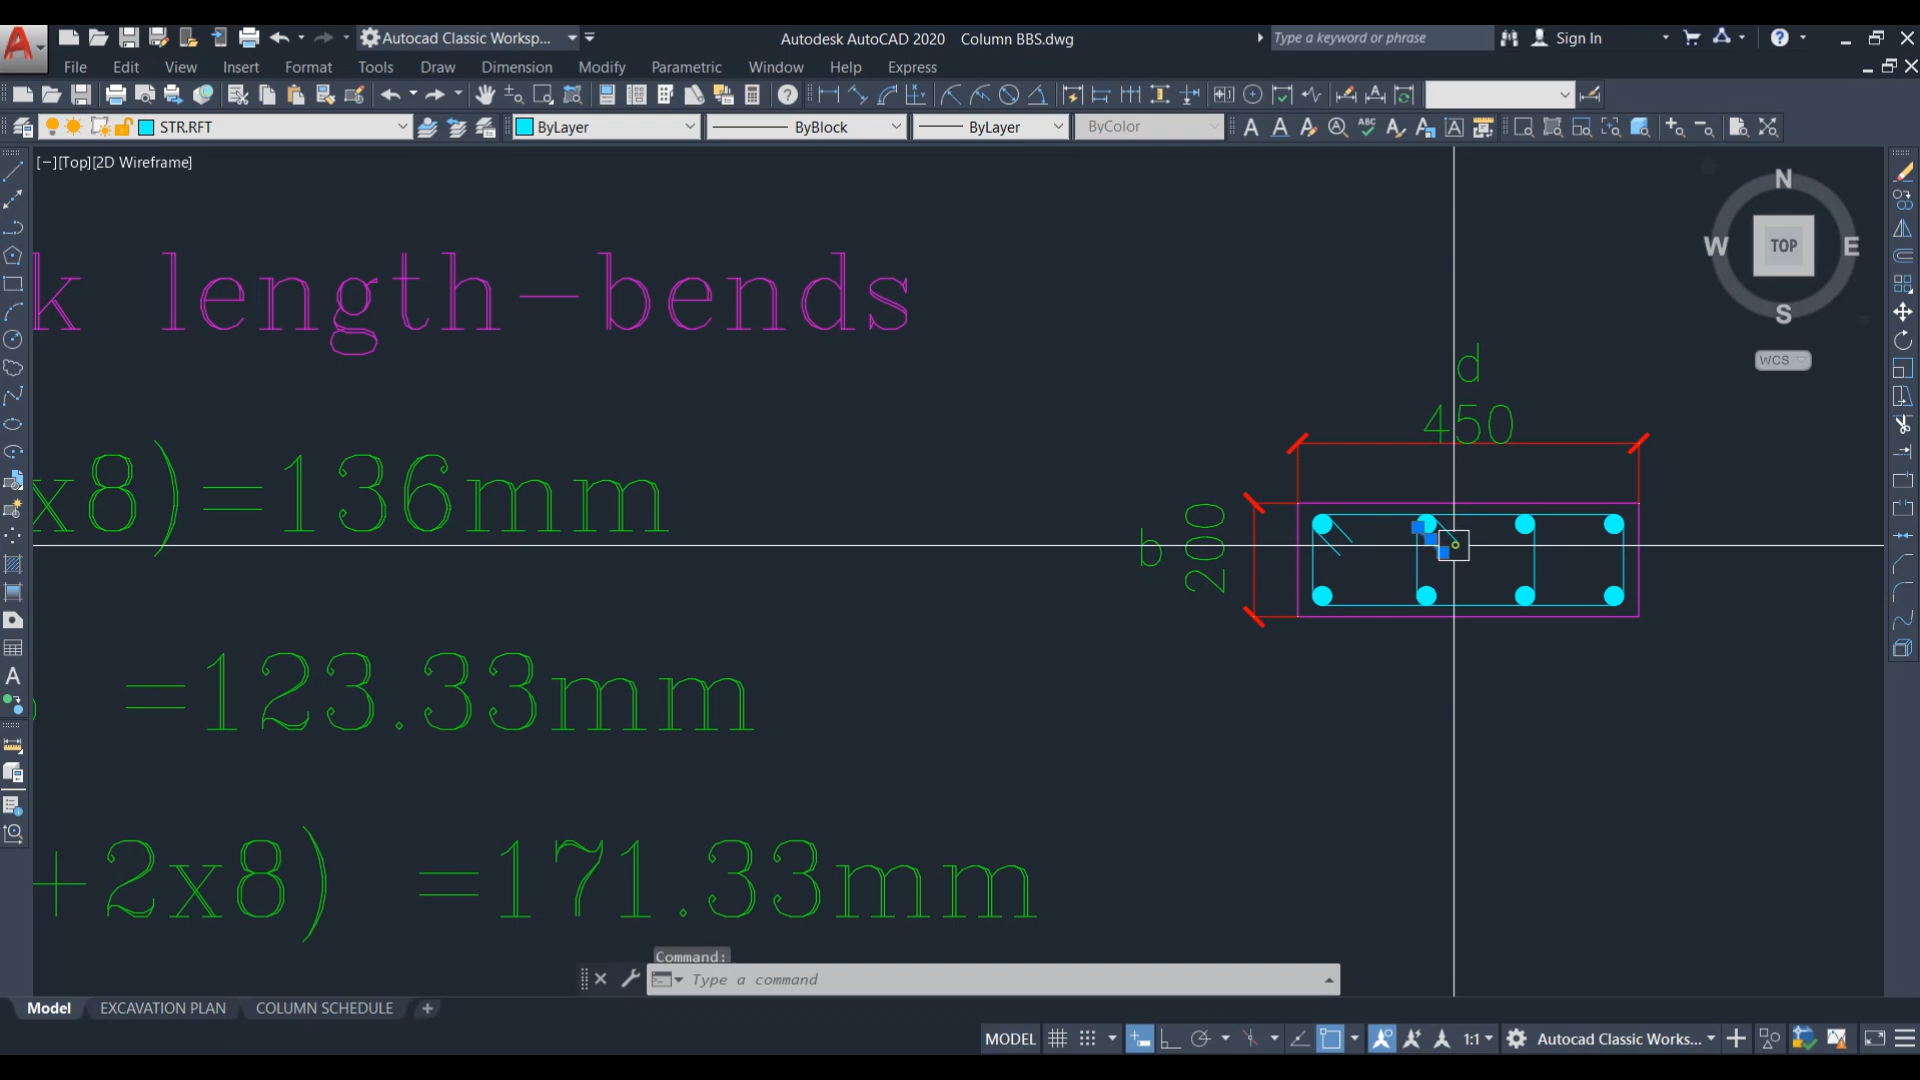 Autocad Classic Worksp...
Autodesk AutoCAD 2020 Column BBS.dwg
Type a keyword or phrase
Sign In
File Edit View Insert Format Tools Draw Dimension Modify Parametric Window Help Express
STR.RFT
ByLayer
ByBlock
ByLayer
ByColor
[−][Top][2D Wireframe]
N
W TOP E
S
WCS
k length-bends
d
450
x8)=136mm
b 200
=123.33mm
+2x8) =171.33mm
Command:
Type a command
Model EXCAVATION PLAN COLUMN SCHEDULE +
MODEL 1:1 Autocad Classic Works...